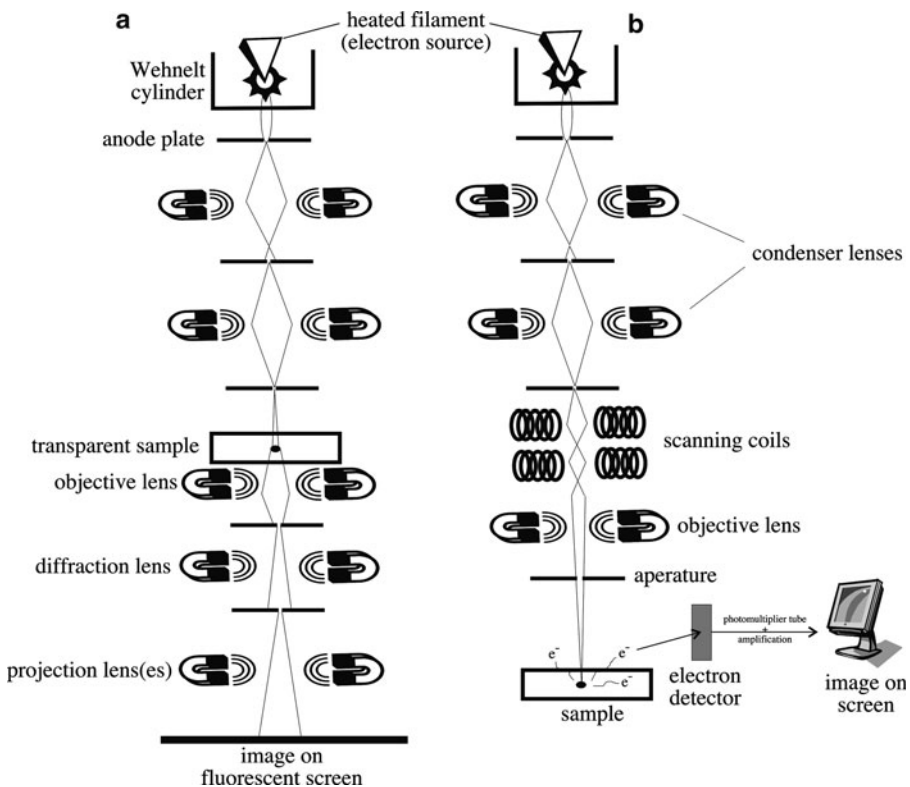 a
heated filament
(electron source)
b
Wehnelt
cylinder
anode plate
condenser lenses
transparent sample
objective lens
diffraction lens
projection lens(es)
image on
fluorescent screen
scanning coils
objective lens
aperature
photomultiplier tube
+
amplification
e⁻
e⁻
e⁻
sample
electron
detector
image on
screen